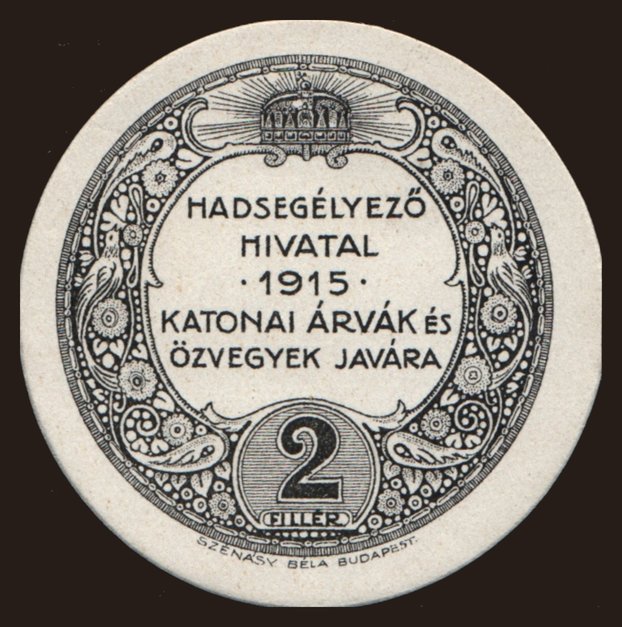 HADSEGÉLYEZŐ
HIVATAL
· 1915 ·
KATONAI ÁRVÁK ÉS
ÖZVEGYEK JAVÁRA
2
FILLÉR
SZÉNÁSY BÉLA BUDAPEST.